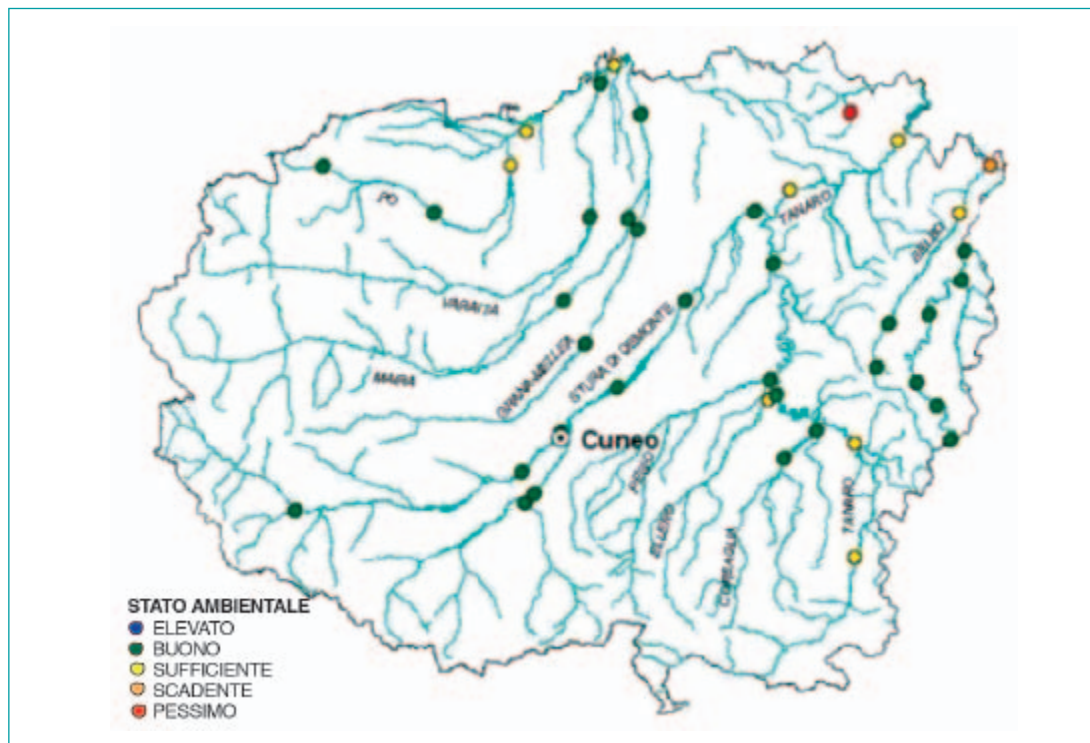 PO
VARAITA
MAIRA
GRANA-MELLEA
STURA DI DEMONTE
TANARO
BELBO
Cuneo
PESIO
ELLERO
CORSAGLIA
TANARO
STATO AMBIENTALE
ELEVATO
BUONO
SUFFICIENTE
SCADENTE
PESSIMO